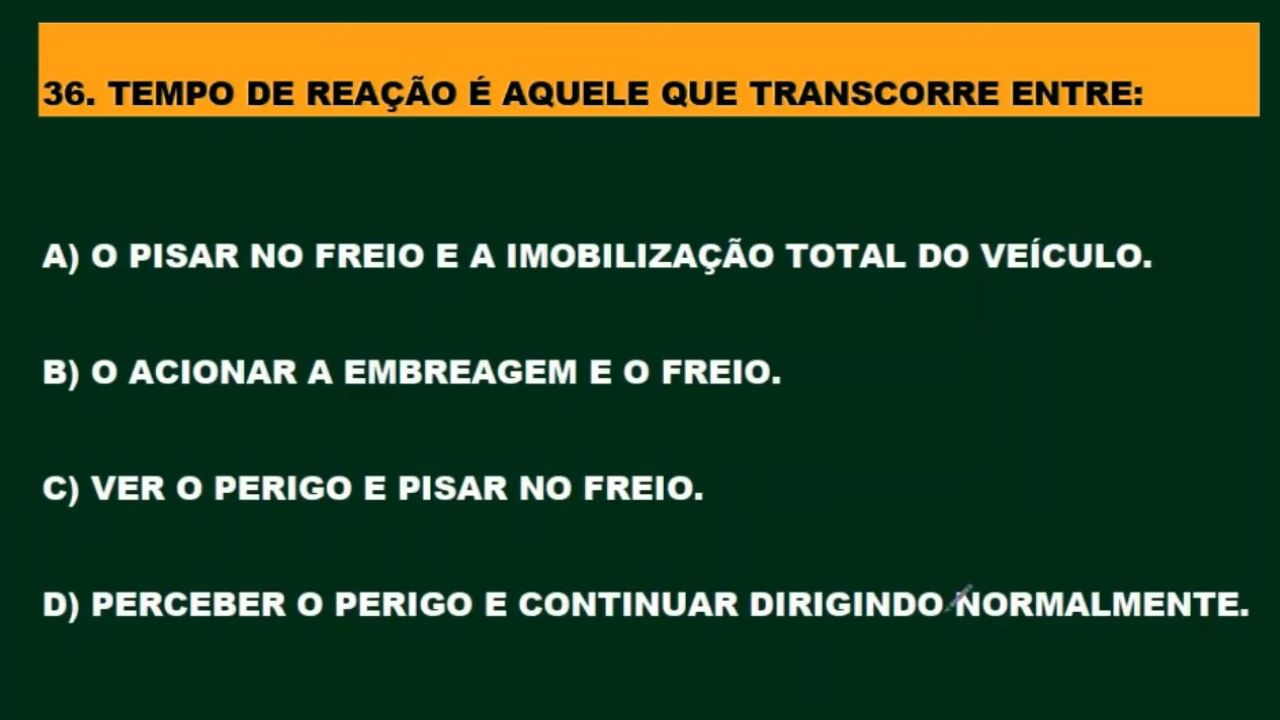 36. TEMPO DE REAÇÃO É AQUELE QUE TRANSCORRE ENTRE:
A) O PISAR NO FREIO E A IMOBILIZAÇÃO TOTAL DO VEÍCULO.
B) O ACIONAR A EMBREAGEM E O FREIO.
C) VER O PERIGO E PISAR NO FREIO.
D) PERCEBER O PERIGO E CONTINUAR DIRIGINDO NORMALMENTE.